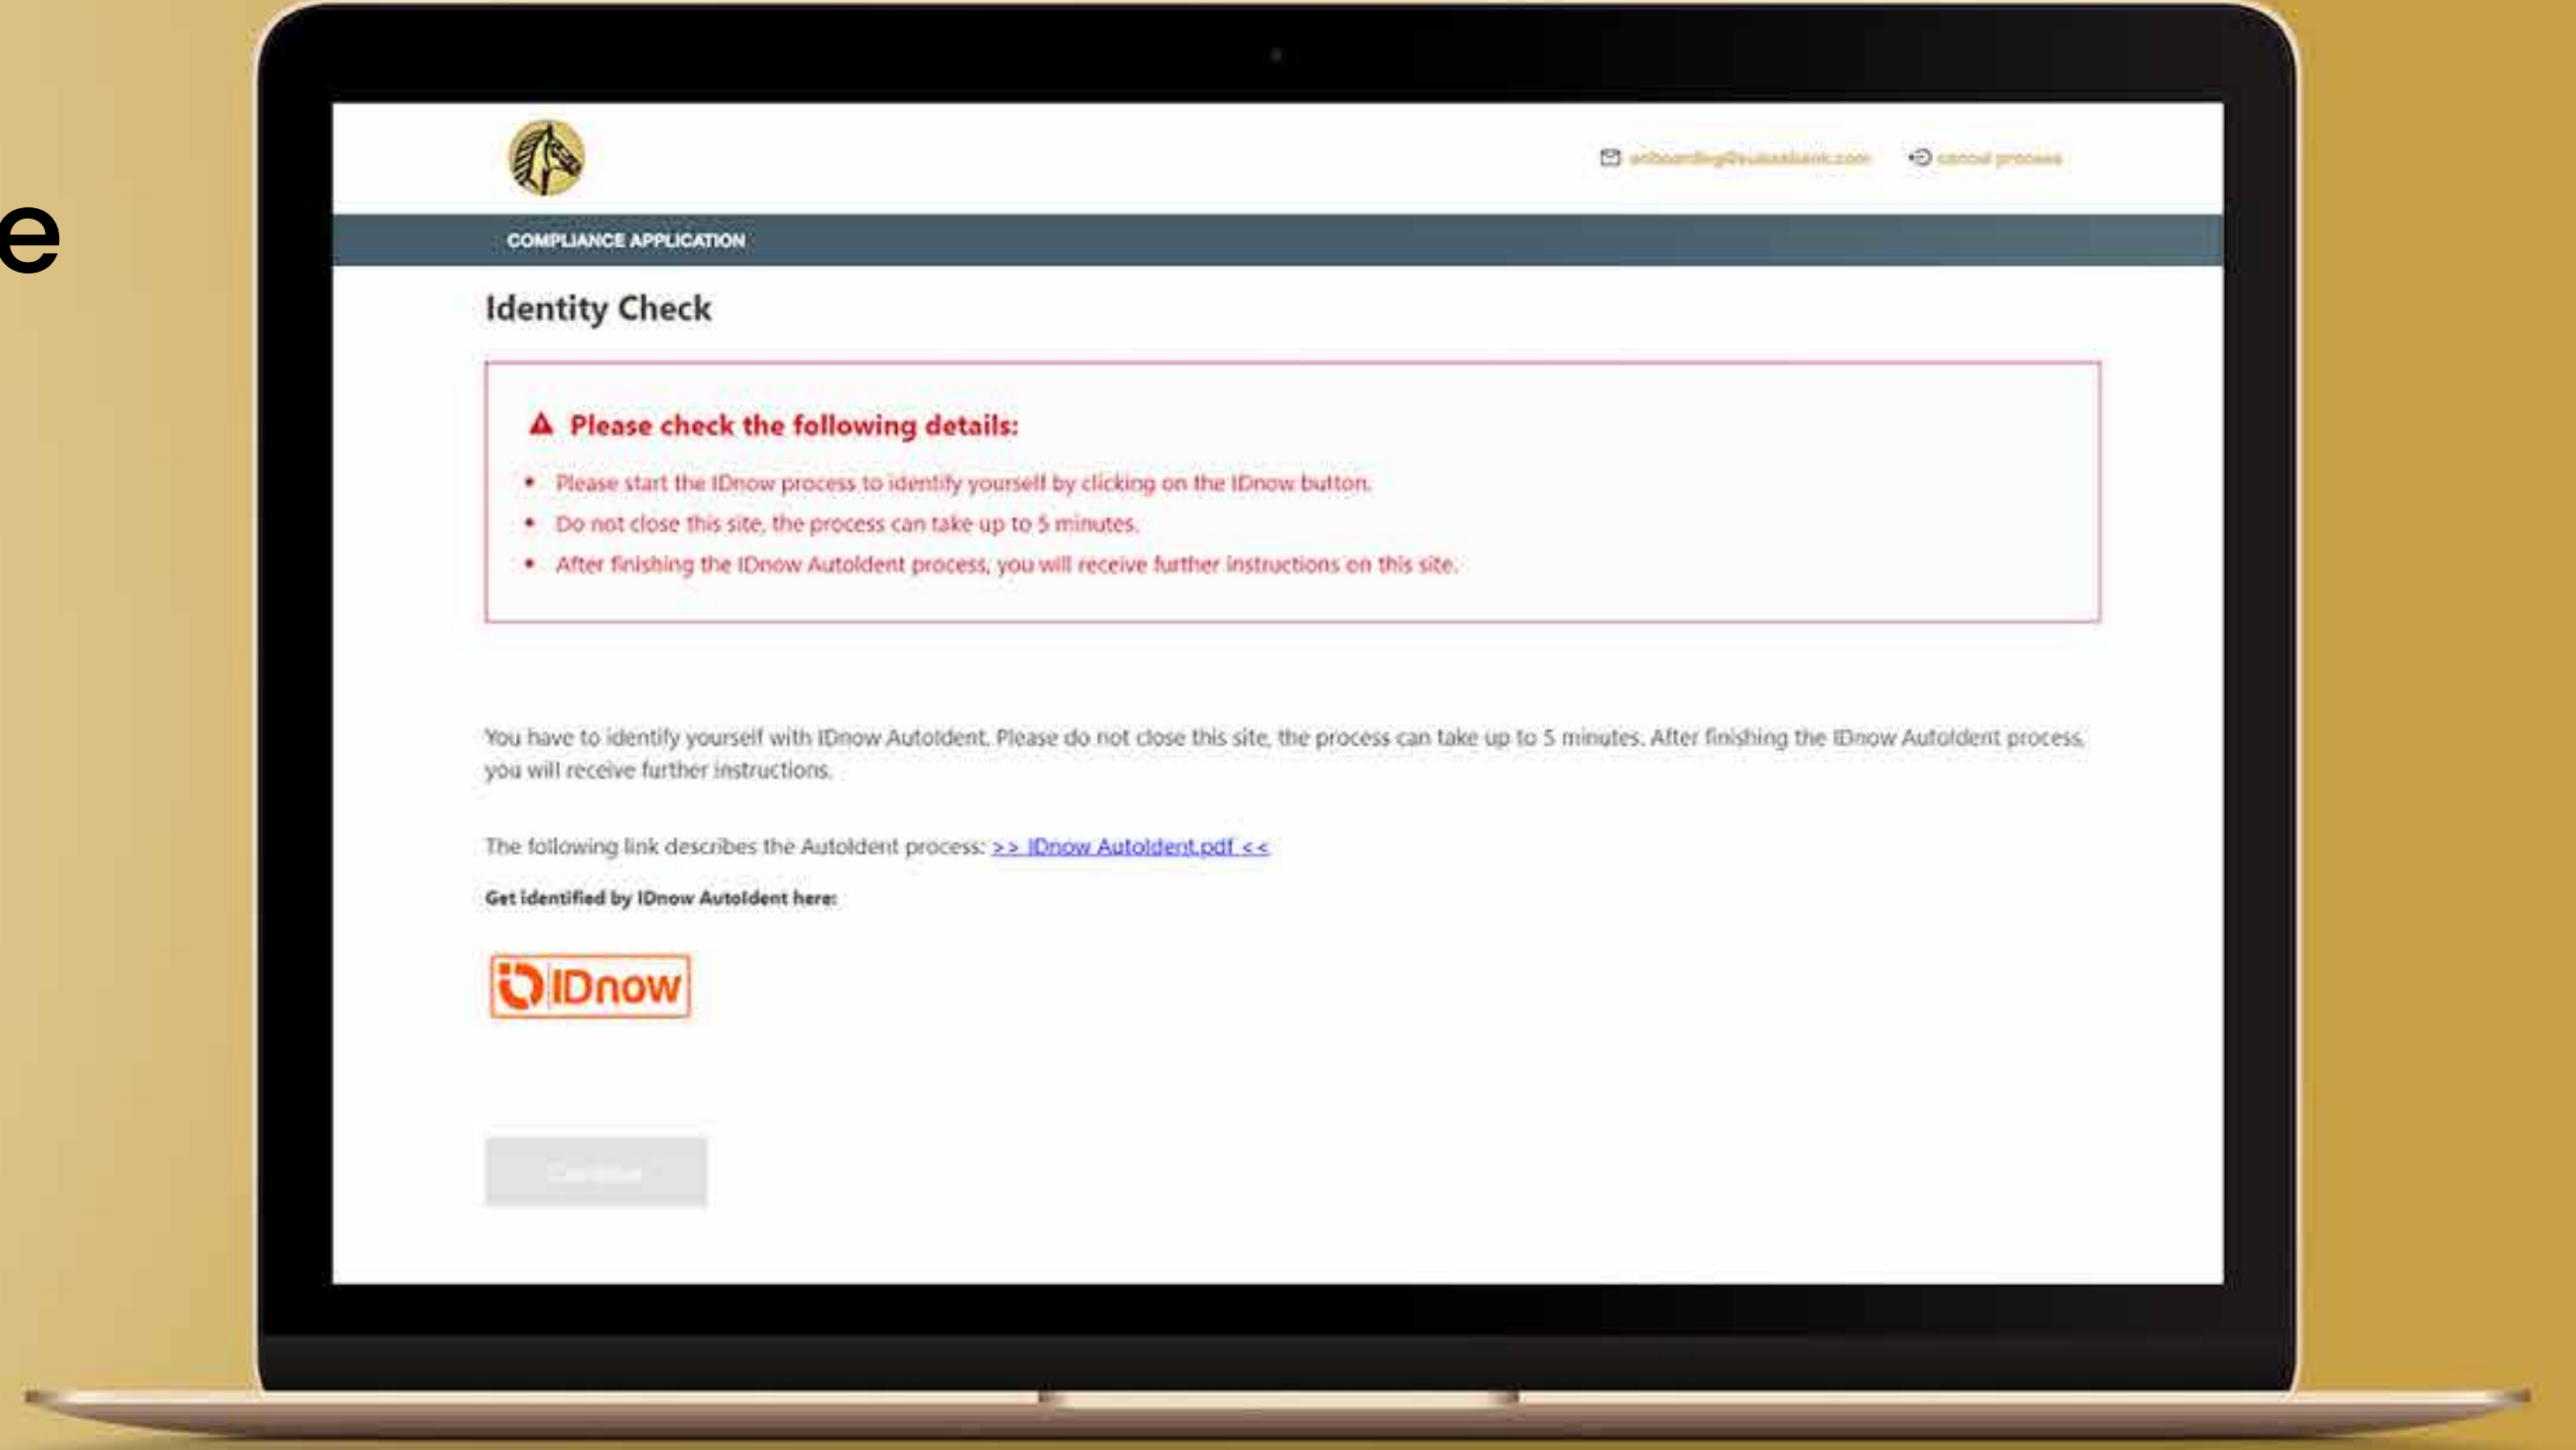 e
cancel process
COMPLIANCE APPLICATION
Identity Check
Please check the following details:
• Please start the IDnow process to identify yourself by clicking on the IDnow button.
• Do not close this site, the process can take up to 5 minutes.
• After finishing the IDnow AutoIdent process, you will receive further instructions on this site.
You have to identify yourself with IDnow AutoIdent. Please do not close this site, the process can take up to 5 minutes. After finishing the IDnow AutoIdent process,
you will receive further instructions.
The following link describes the AutoIdent process: >> IDnow AutoIdent.pdf <<
Get identified by IDnow AutoIdent here:
IDnow
Continue